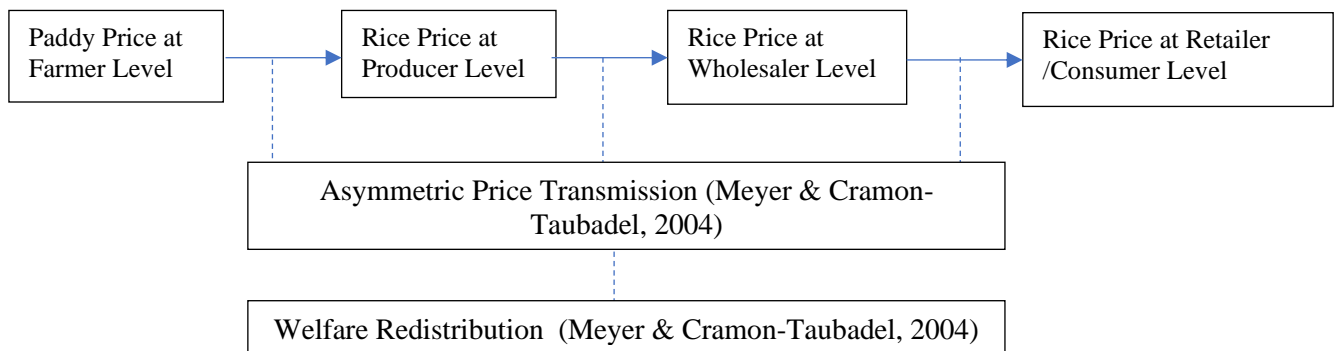 Paddy Price at
Farmer Level
Rice Price at
Producer Level
Rice Price at
Wholesaler Level
Rice Price at Retailer
/Consumer Level
Asymmetric Price Transmission (Meyer & Cramon-
Taubadel, 2004)
Welfare Redistribution (Meyer & Cramon-Taubadel, 2004)